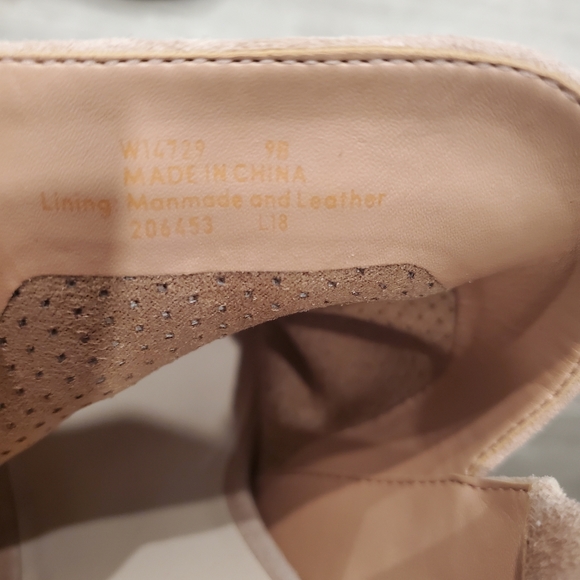 W14729 9B
MADE IN CHINA
Lining: Manmade and Leather
206453 L18